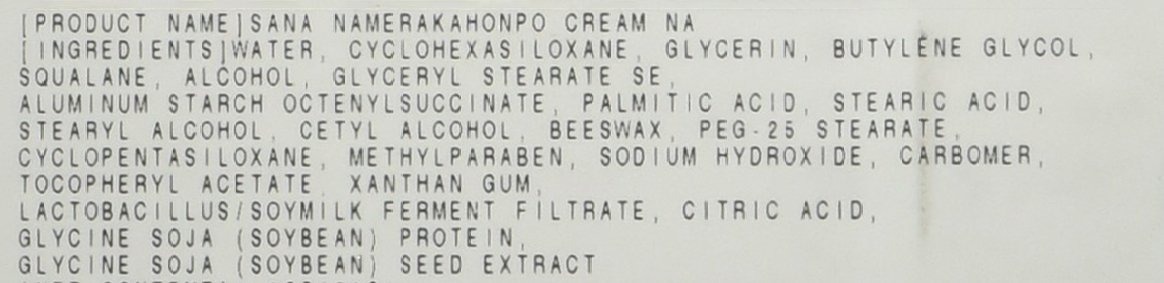 [PRODUCT NAME]SANA NAMERAKAHONPO CREAM NA
[INGREDIENTS]WATER, CYCLOHEXASILOXANE, GLYCERIN, BUTYLENE GLYCOL,
SQUALANE, ALCOHOL, GLYCERYL STEARATE SE,
ALUMINUM STARCH OCTENYLSUCCINATE, PALMITIC ACID, STEARIC ACID,
STEARYL ALCOHOL, CETYL ALCOHOL, BEESWAX, PEG-25 STEARATE,
CYCLOPENTASILOXANE, METHYLPARABEN, SODIUM HYDROXIDE, CARBOMER,
TOCOPHERYL ACETATE, XANTHAN GUM,
LACTOBACILLUS/SOYMILK FERMENT FILTRATE, CITRIC ACID,
GLYCINE SOJA (SOYBEAN) PROTEIN,
GLYCINE SOJA (SOYBEAN) SEED EXTRACT